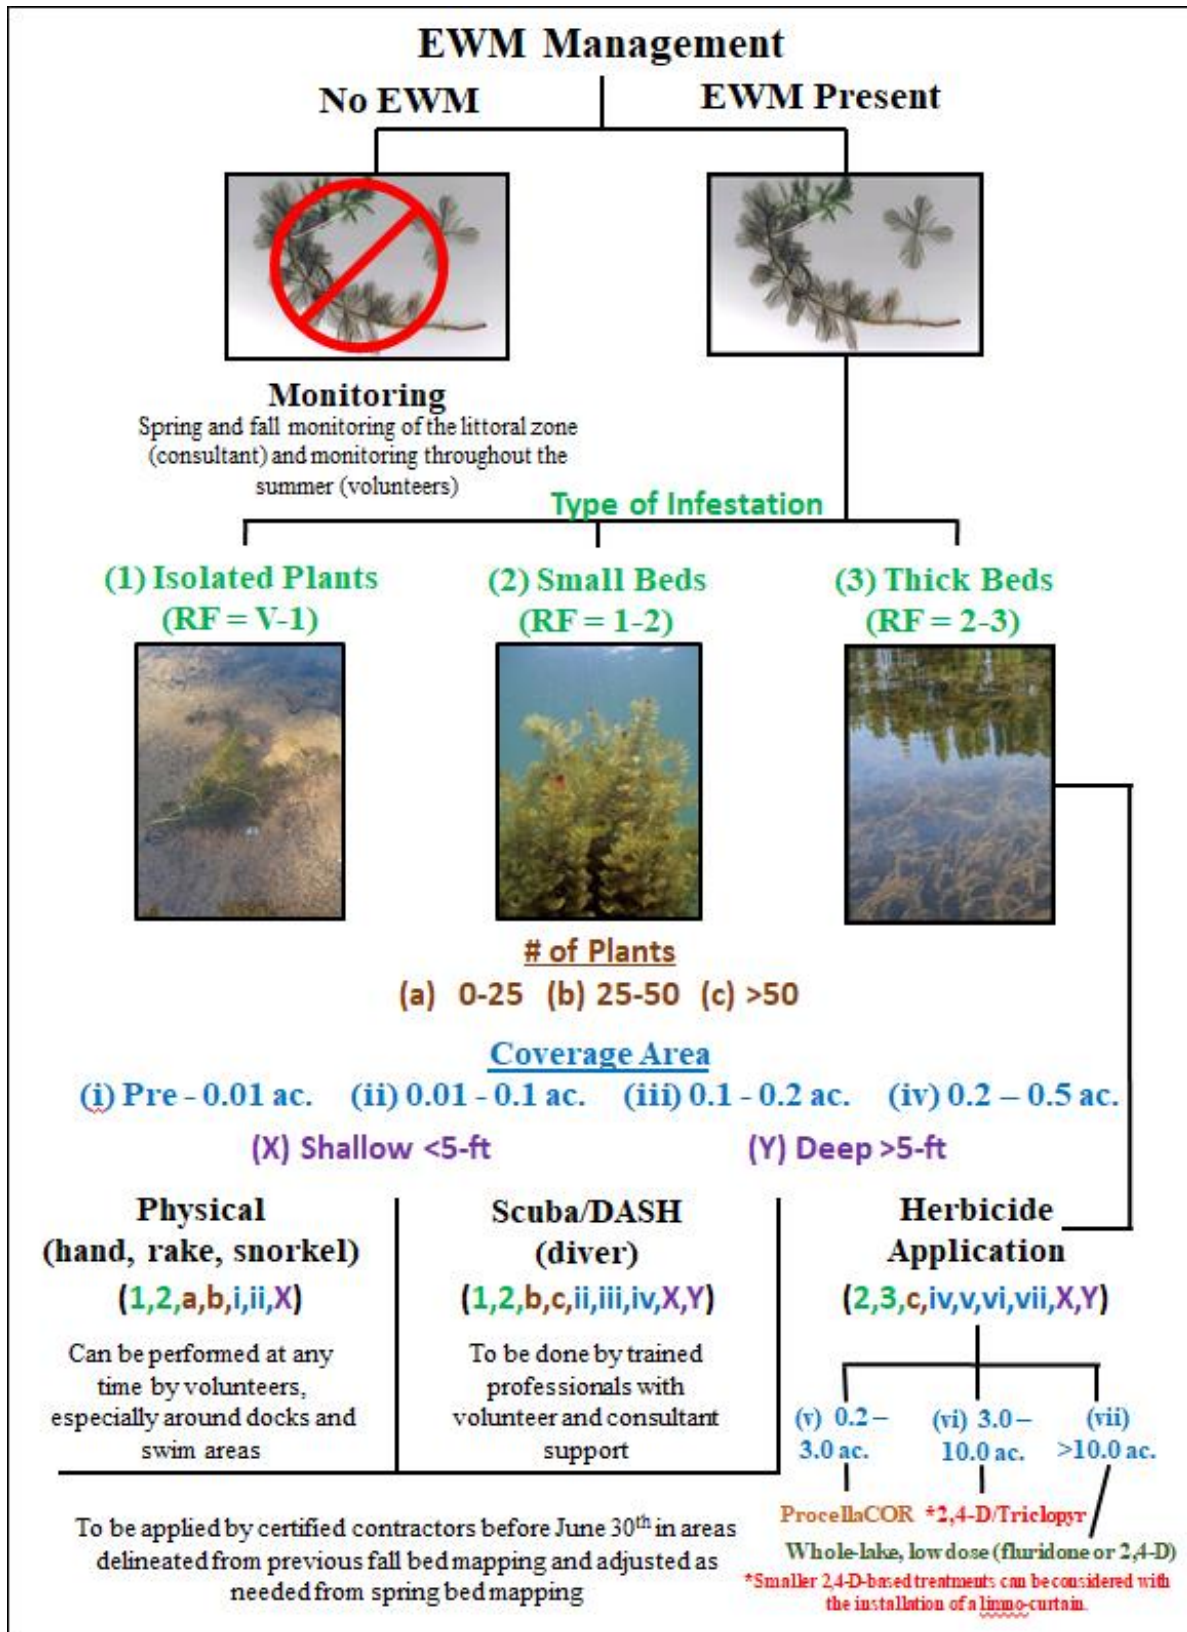 EWM Management
No EWM
EWM Present
Monitoring
Spring and fall monitoring of the littoral zone
(consultant) and monitoring throughout the
summer (volunteers)
Type of Infestation
(1) Isolated Plants
(RF = V-1)
(2) Small Beds
(RF = 1-2)
(3) Thick Beds
(RF = 2-3)
# of Plants
(a) 0-25 (b) 25-50 (c) >50
Coverage Area
(i) Pre - 0.01 ac. (ii) 0.01 - 0.1 ac. (iii) 0.1 - 0.2 ac. (iv) 0.2 – 0.5 ac.
(X) Shallow <5-ft (Y) Deep >5-ft
Physical
(hand, rake, snorkel)
(1,2,a,b,i,ii,X)
Can be performed at any
time by volunteers,
especially around docks and
swim areas
Scuba/DASH
(diver)
(1,2,b,c,ii,iii,iv,X,Y)
To be done by trained
professionals with
volunteer and consultant
support
Herbicide
Application
(2,3,c,iv,v,vi,vii,X,Y)
(v) 0.2 –
3.0 ac.
(vi) 3.0 –
10.0 ac.
(vii)
>10.0 ac.
ProcellaCOR *2,4-D/Triclopyr
Whole-lake, low dose (fluridone or 2,4-D)
*Smaller 2,4-D-based treatments can be considered with
the installation of a limno-curtain.
To be applied by certified contractors before June 30th in areas
delineated from previous fall bed mapping and adjusted as
needed from spring bed mapping